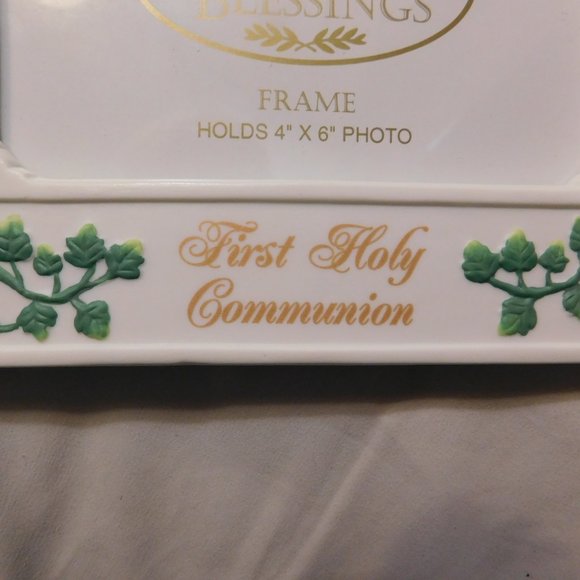 BLESSINGS
FRAME
HOLDS 4" X 6" PHOTO
First Holy
Communion